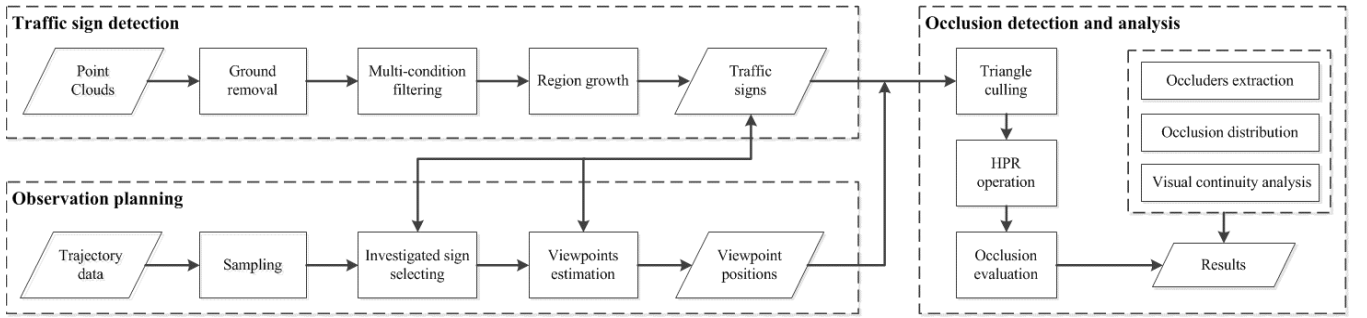 Traffic sign detection
Point
Clouds
Ground
removal
Multi-condition
filtering
Region growth
Traffic
signs
Observation planning
Trajectory
data
Sampling
Investigated sign
selecting
Viewpoints
estimation
Viewpoint
positions
Occlusion detection and analysis
Triangle
culling
HPR
operation
Occlusion
evaluation
Occluders extraction
Occlusion distribution
Visual continuity analysis
Results